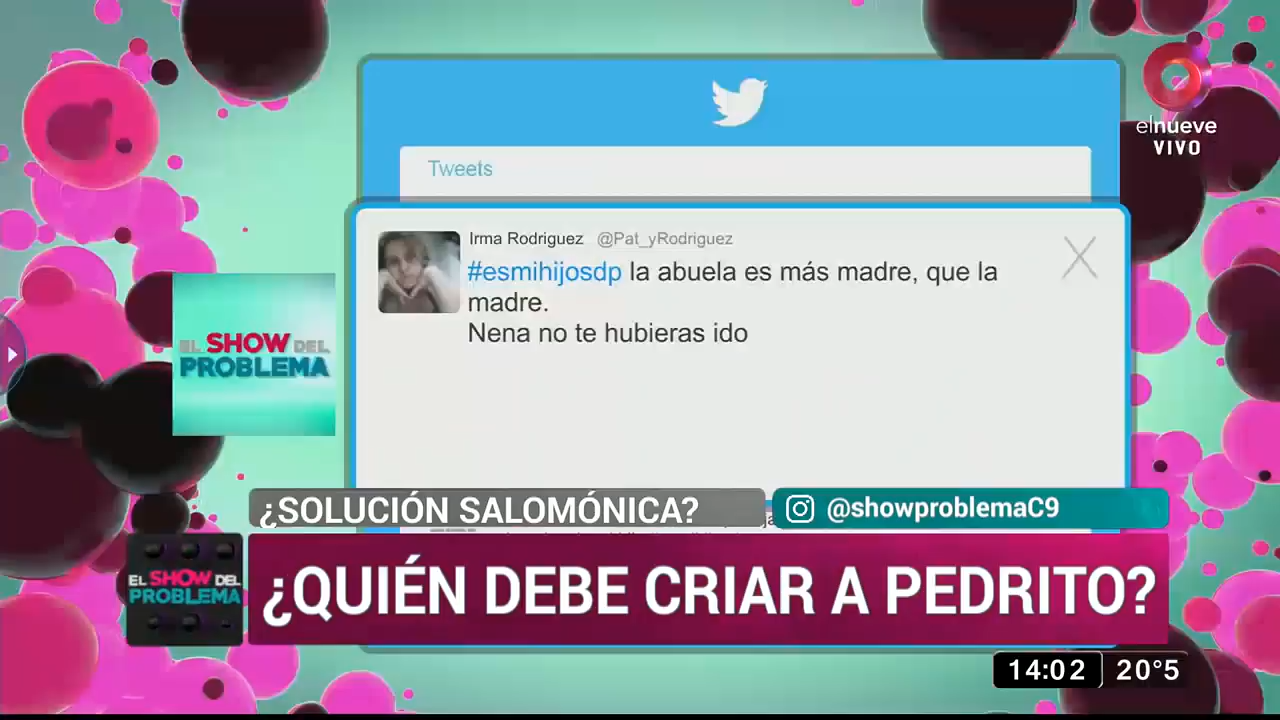 elnueve
VIVO
Tweets
Irma Rodriguez @Pat_yRodriguez
#esmihijosdp la abuela es más madre, que la
madre.
Nena no te hubieras ido
EL SHOW DEL
PROBLEMA
¿SOLUCIÓN SALOMÓNICA?
@showproblemaC9
EL SHOW DEL
PROBLEMA
¿QUIÉN DEBE CRIAR A PEDRITO?
14:02 20°5